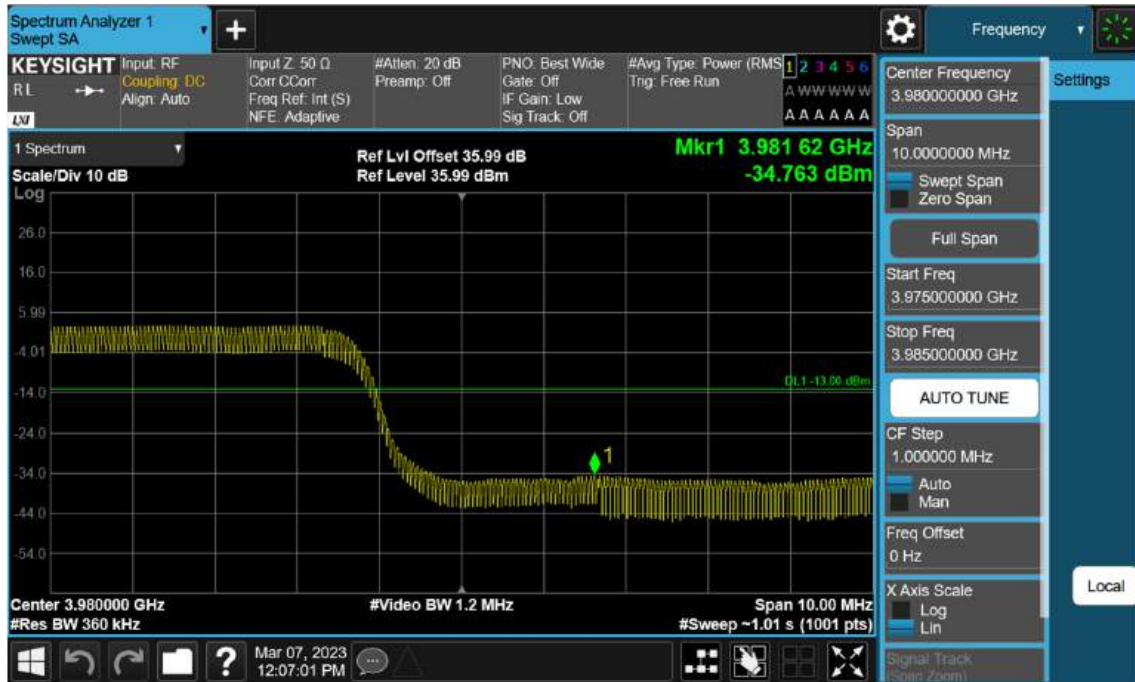 Spectrum Analyzer 1
Swept SA
+
Frequency
KEYSIGHT
RL
LXI
Input: RF
Coupling: DC
Align: Auto
Input Z: 50 Ω
Corr CCorr
Freq Ref: Int (S)
NFE: Adaptive
#Atten: 20 dB
Preamp: Off
PNO: Best Wide
Gate: Off
IF Gain: Low
Sig Track: Off
#Avg Type: Power (RMS
Trig: Free Run
1 2 3 4 5 6
A W W W W W
A A A A A A
1 Spectrum
Scale/Div 10 dB
Ref Lvl Offset 35.99 dB
Ref Level 35.99 dBm
Mkr1 3.981 62 GHz
-34.763 dBm
Log
26.0
16.0
5.99
-4.01
-14.0
-24.0
-34.0
-44.0
-54.0
DL1 -13.00 dBm
1
Center 3.980000 GHz
#Res BW 360 kHz
#Video BW 1.2 MHz
Span 10.00 MHz
#Sweep ~1.01 s (1001 pts)
Center Frequency
3.980000000 GHz
Span
10.0000000 MHz
Swept Span
Zero Span
Full Span
Start Freq
3.975000000 GHz
Stop Freq
3.985000000 GHz
AUTO TUNE
CF Step
1.000000 MHz
Auto
Man
Freq Offset
0 Hz
X Axis Scale
Log
Lin
Signal Track
(Span Zoom)
Settings
Local
?
Mar 07, 2023
12:07:01 PM